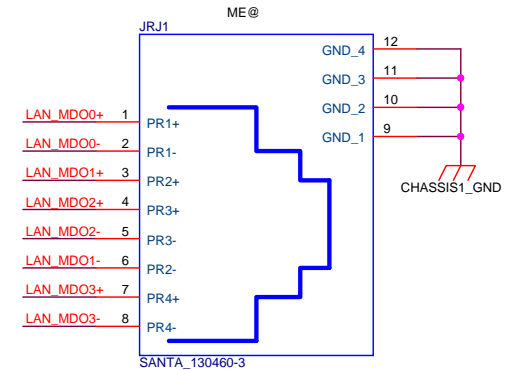 ME@
JRJ1
GND_4 12
GND_3 11
GND_2 10
GND_1 9
CHASSIS1_GND
LAN_MDO0+ 1 PR1+
LAN_MDO0- 2 PR1-
LAN_MDO1+ 3 PR2+
LAN_MDO2+ 4 PR3+
LAN_MDO2- 5 PR3-
LAN_MDO1- 6 PR2-
LAN_MDO3+ 7 PR4+
LAN_MDO3- 8 PR4-
SANTA_130460-3